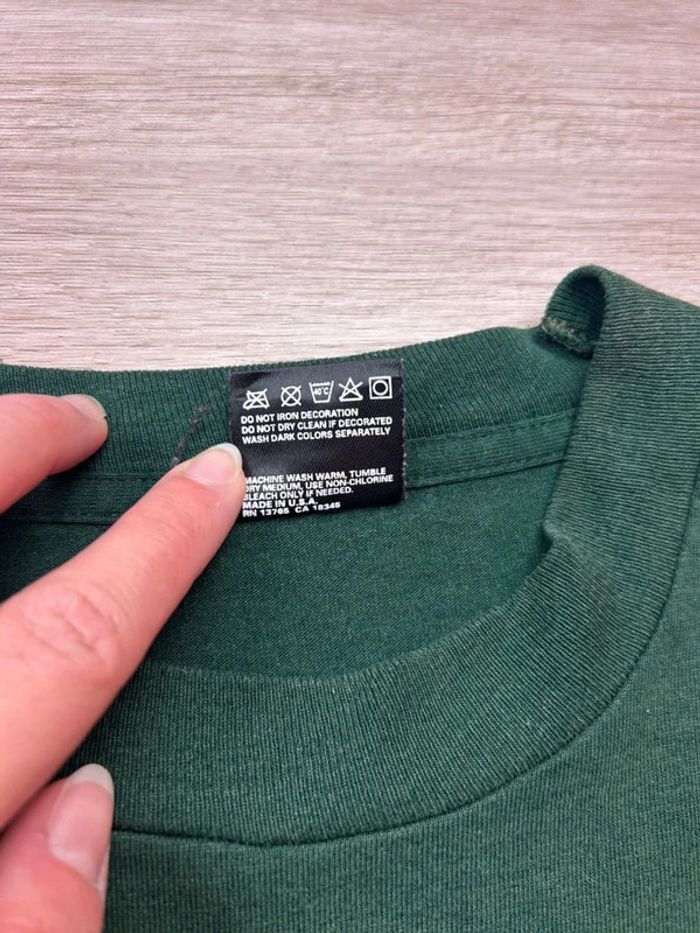 40°C
DO NOT IRON DECORATION
DO NOT DRY CLEAN IF DECORATED
WASH DARK COLORS SEPARATELY
MACHINE WASH WARM, TUMBLE
DRY MEDIUM, USE NON-CHLORINE
BLEACH ONLY IF NEEDED.
MADE IN U.S.A.
RN 13765 CA 18345